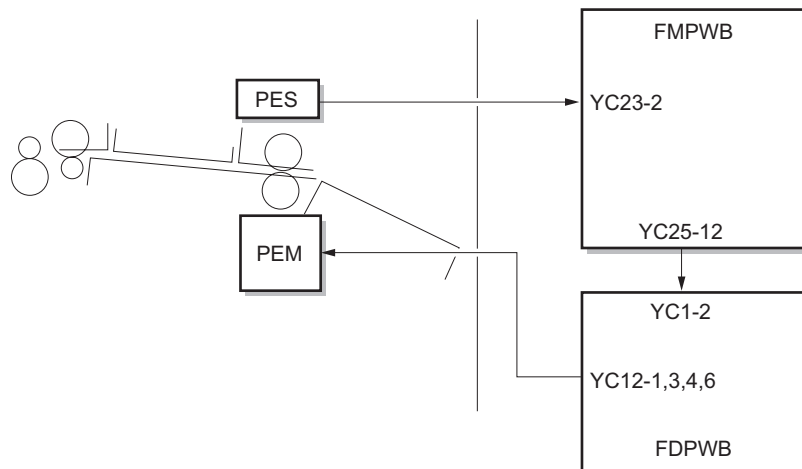 FMPWB
PES
YC23-2
YC25-12
PEM
YC1-2
YC12-1,3,4,6
FDPWB